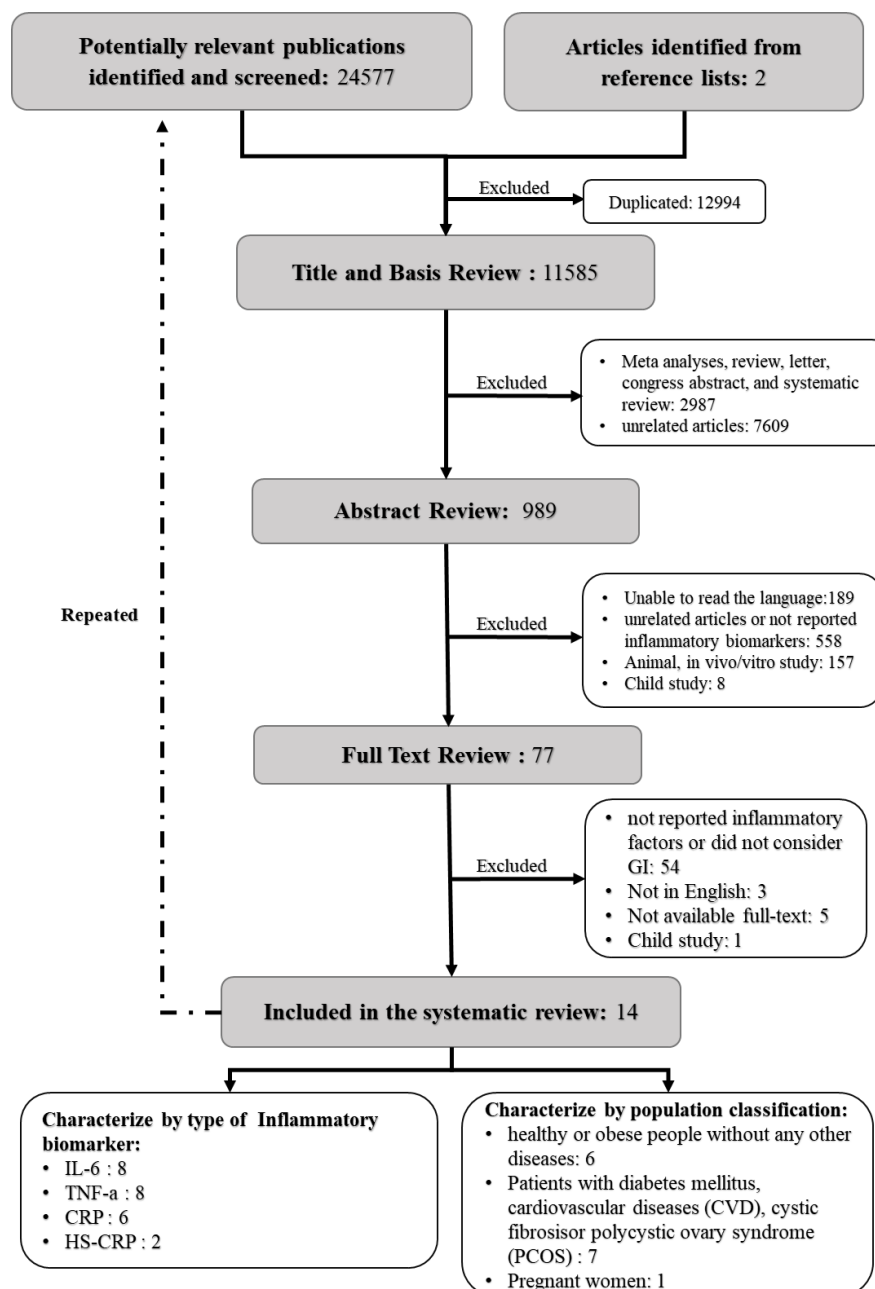 Potentially relevant publications
identified and screened: 24577
Articles identified from
reference lists: 2
Excluded
Duplicated: 12994
Title and Basis Review : 11585
Excluded
• Meta analyses, review, letter,
congress abstract, and systematic
review: 2987
• unrelated articles: 7609
Abstract Review: 989
Repeated
Excluded
• Unable to read the language:189
• unrelated articles or not reported
inflammatory biomarkers: 558
• Animal, in vivo/vitro study: 157
• Child study: 8
Full Text Review : 77
Excluded
• not reported inflammatory
factors or did not consider
GI: 54
• Not in English: 3
• Not available full-text: 5
• Child study: 1
Included in the systematic review: 14
Characterize by type of Inflammatory
biomarker:
• IL-6 : 8
• TNF-a : 8
• CRP : 6
• HS-CRP : 2
Characterize by population classification:
• healthy or obese people without any other
diseases: 6
• Patients with diabetes mellitus,
cardiovascular diseases (CVD), cystic
fibrosisor polycystic ovary syndrome
(PCOS) : 7
• Pregnant women: 1